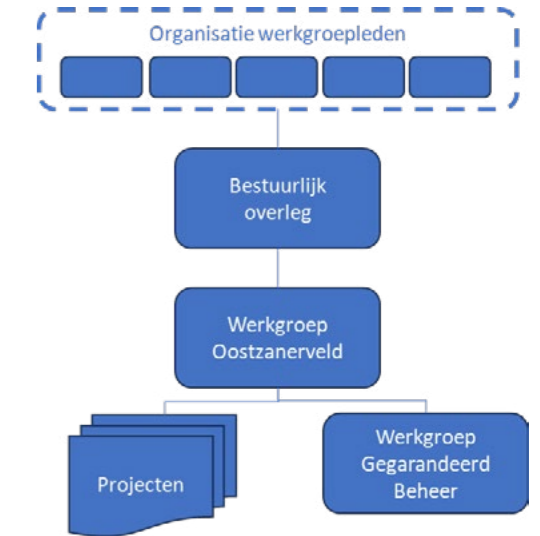 Organisatie werkgroepleden
Bestuurlijk
overleg
Werkgroep
Oostzanerveld
Projecten
Werkgroep
Gegarandeerd
Beheer